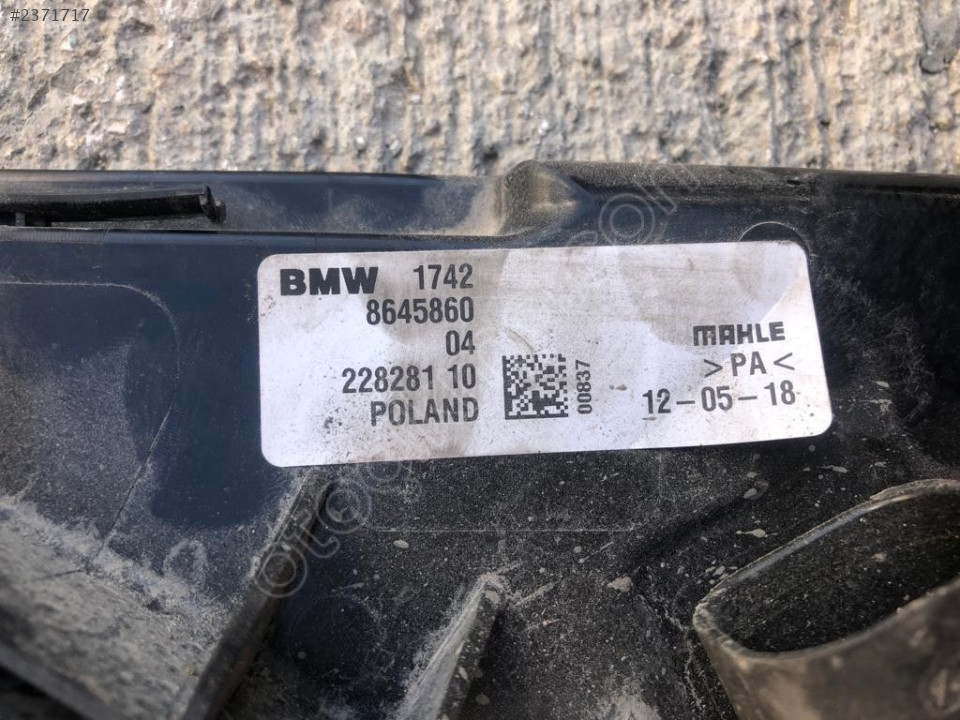 #2371717
BMW 1742
8645860
04
228281 10
POLAND
00837
MAHLE
>PA<
12-05-18